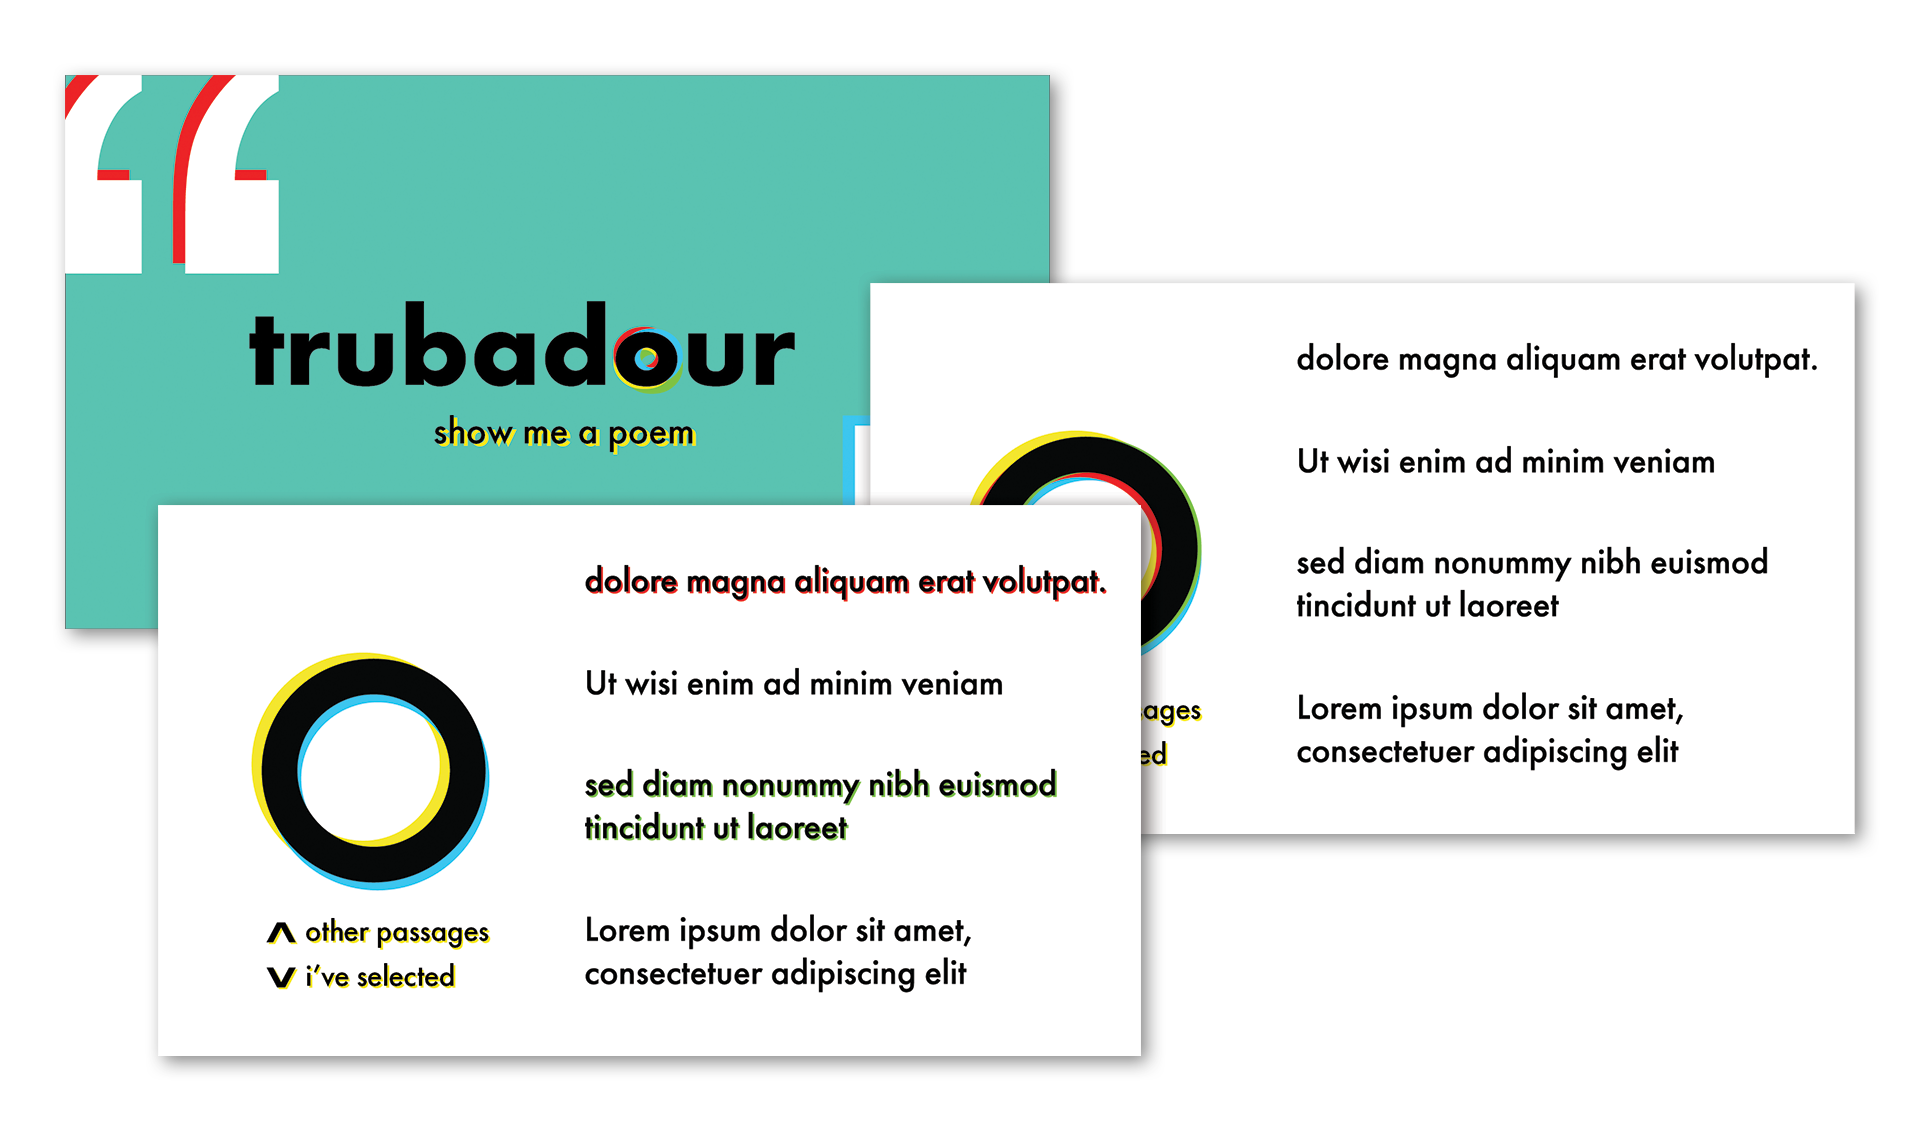 “
trubadour
show me a poem
dolore magna aliquam erat volutpat.
Ut wisi enim ad minim veniam
sed diam nonummy nibh euismod
tincidunt ut laoreet
Lorem ipsum dolor sit amet,
consectetuer adipiscing elit
dolore magna aliquam erat volutpat.
Ut wisi enim ad minim veniam
sed diam nonummy nibh euismod
tincidunt ut laoreet
Lorem ipsum dolor sit amet,
consectetuer adipiscing elit
other passages
i’ve selected